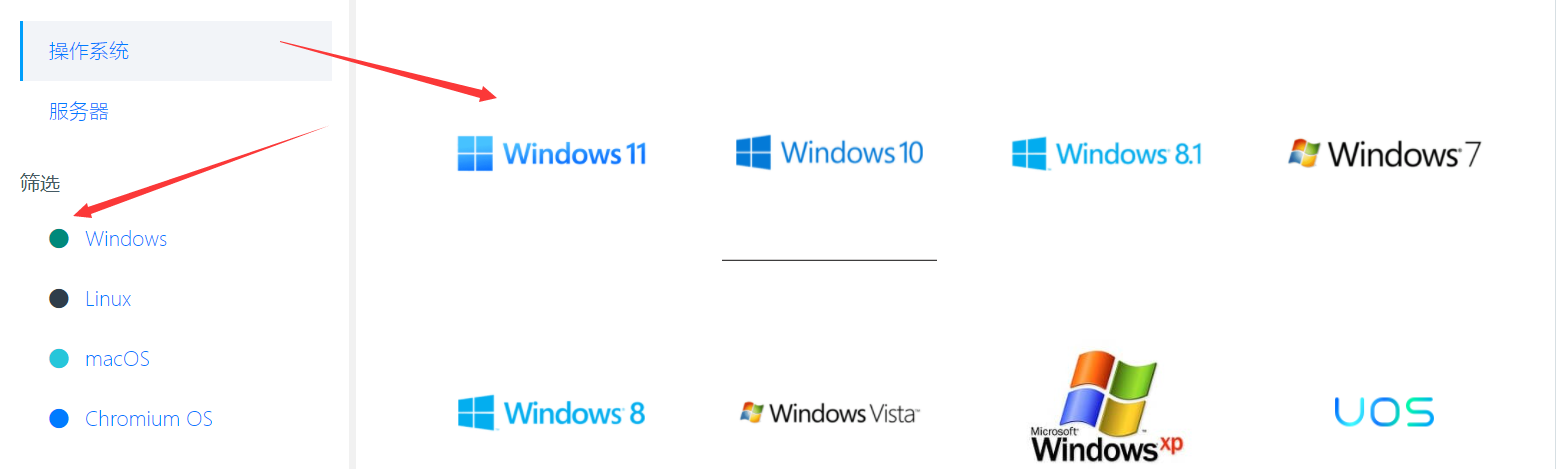 操作系统
服务器
筛选
Windows
Linux
macOS
Chromium OS
Windows 11
Windows 10
Windows 8.1
Windows 7
Windows 8
Windows Vista™
Microsoft®
Windows xp
UOS